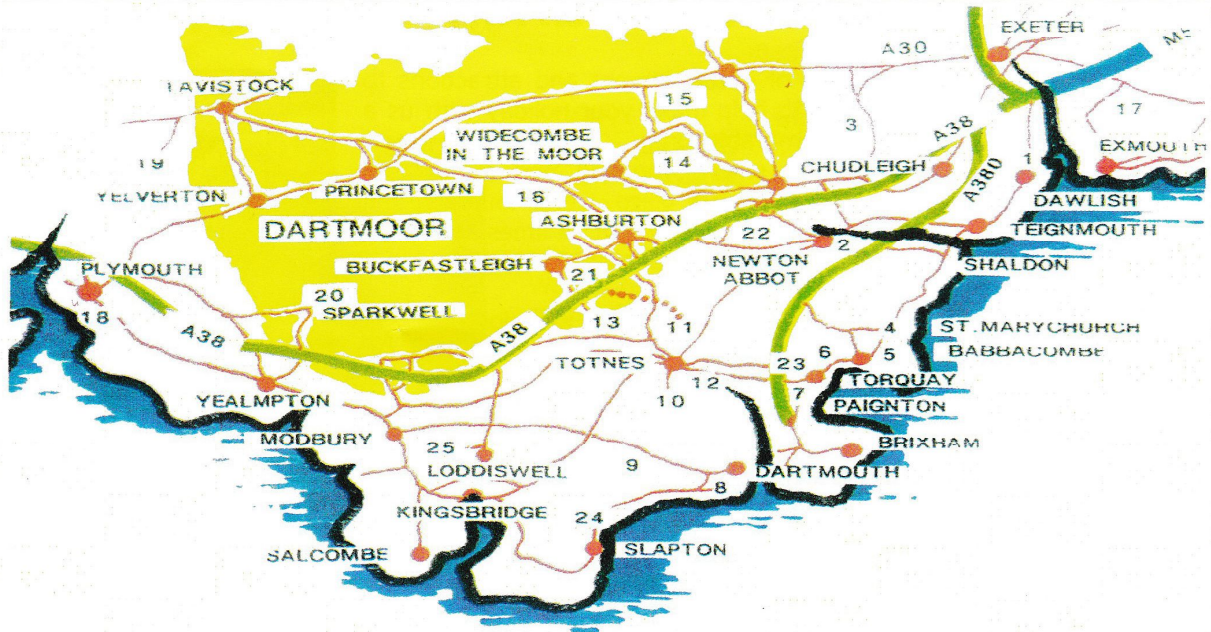 EXETER
A30
TAVISTOCK
15
17
3
A38
WIDECOMBE
IN THE MOOR
EXMOUTH
19
14
CHUDLEIGH
1
A380
PRINCETOWN
YELVERTON
16
DAWLISH
ASHBURTON
DARTMOOR
TEIGNMOUTH
22
2
NEWTON
ABBOT
SHALDON
PLYMOUTH
BUCKFASTLEIGH
21
20
SPARKWELL
18
13
11
A38
A38
4
ST.MARYCHURCH
6
5
BABBACOMBE
TOTNES
23
12
TORQUAY
7
10
YEALMPTON
PAIGNTON
MODBURY
25
BRIXHAM
LODDISWELL
9
DARTMOUTH
8
KINGSBRIDGE
24
SALCOMBE
SLAPTON